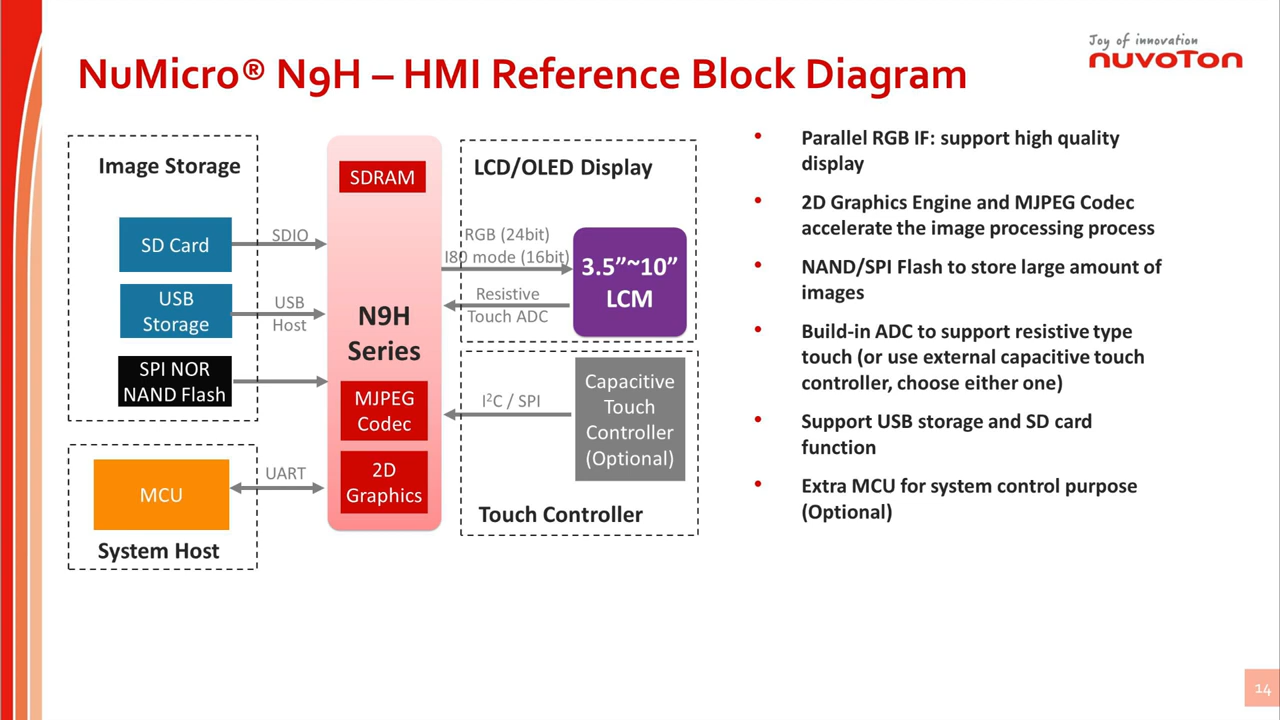 Joy of innovation
nuvoTon
NuMicro® N9H – HMI Reference Block Diagram
Image Storage
SD Card
SDIO
USB
Storage
USB
Host
SPI NOR
NAND Flash
MCU
UART
System Host
SDRAM
N9H
Series
MJPEG
Codec
2D
Graphics
LCD/OLED Display
RGB (24bit)
I80 mode (16bit)
Resistive
Touch ADC
3.5”~10”
LCM
I²C / SPI
Capacitive
Touch
Controller
(Optional)
Touch Controller
• Parallel RGB IF: support high quality
display
• 2D Graphics Engine and MJPEG Codec
accelerate the image processing process
• NAND/SPI Flash to store large amount of
images
• Build-in ADC to support resistive type
touch (or use external capacitive touch
controller, choose either one)
• Support USB storage and SD card
function
• Extra MCU for system control purpose
(Optional)
14